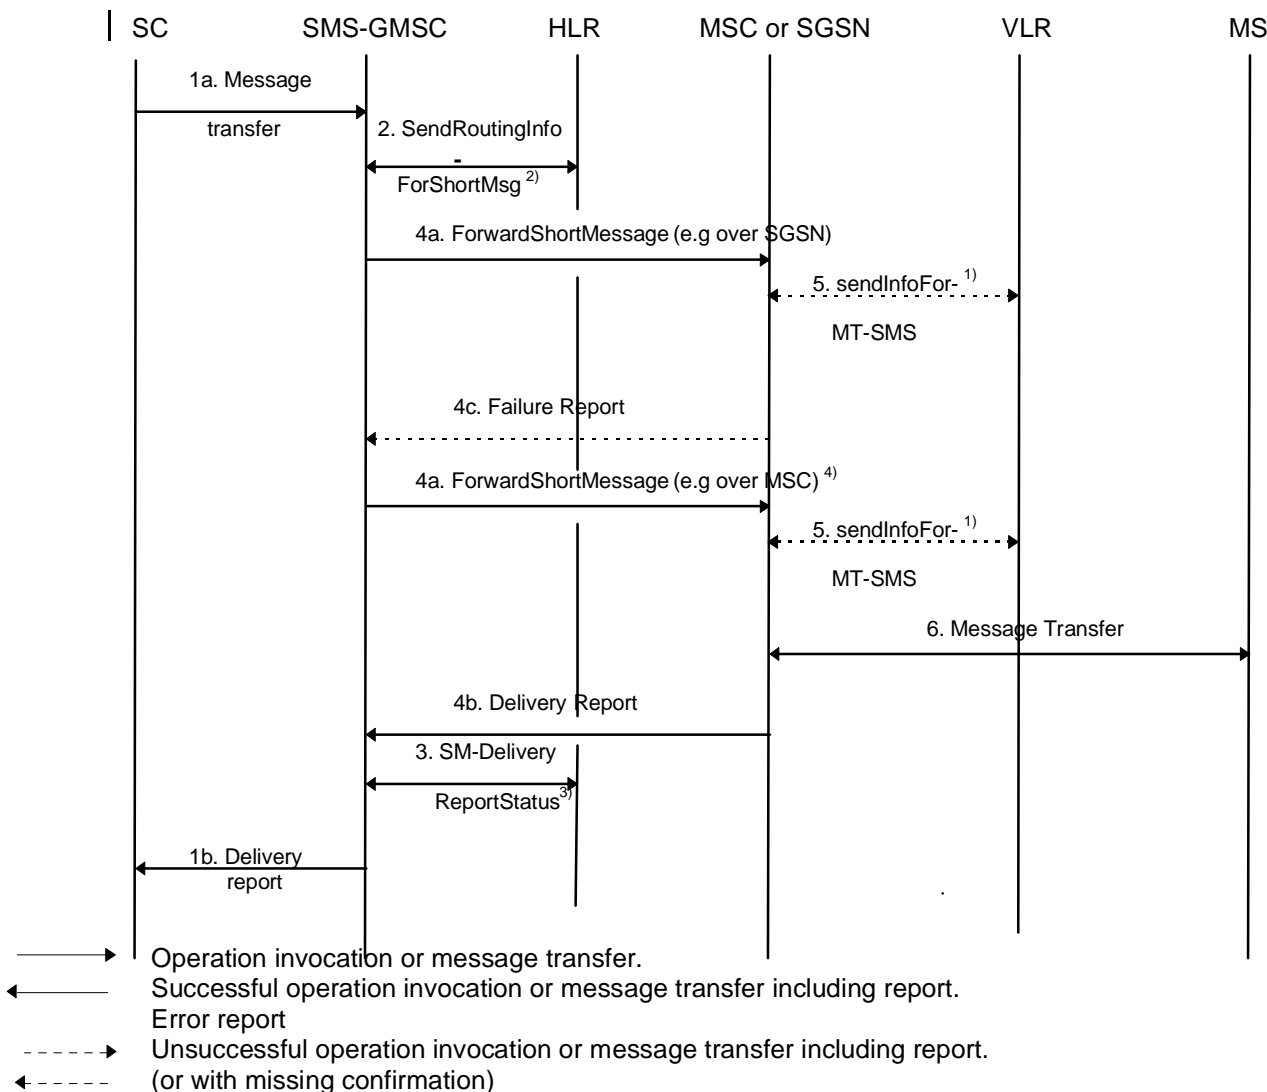 SC SMS-GMSC HLR MSC or SGSN VLR MS
1a. Message
transfer
2. SendRoutingInfo
-
ForShortMsg 2)
4a. ForwardShortMessage (e.g over SGSN)
5. sendInfoFor- 1)
MT-SMS
4c. Failure Report
4a. ForwardShortMessage (e.g over MSC) 4)
5. sendInfoFor- 1)
MT-SMS
6. Message Transfer
4b. Delivery Report
3. SM-Delivery
ReportStatus 3)
1b. Delivery
report
Operation invocation or message transfer.
Successful operation invocation or message transfer including report.
Error report
Unsuccessful operation invocation or message transfer including report.
(or with missing confirmation)